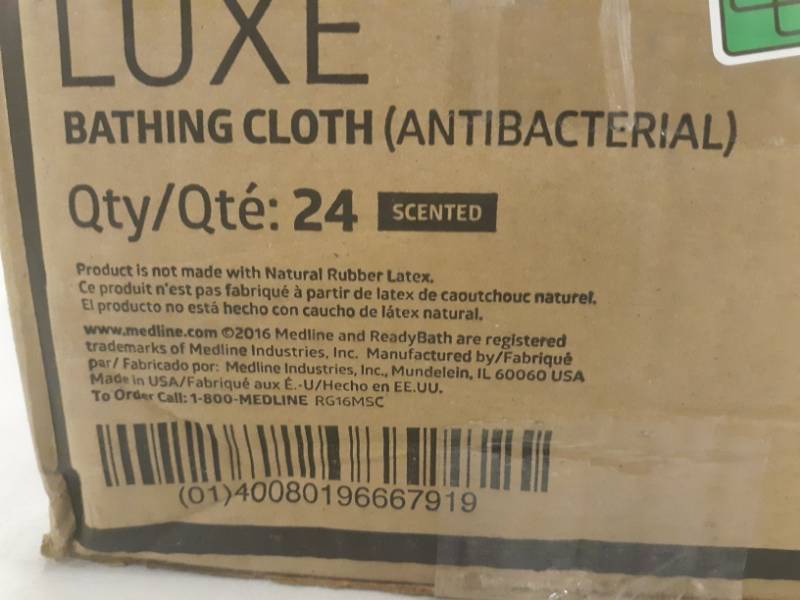 LUXE
BATHING CLOTH (ANTIBACTERIAL)
Qty/Qté: 24 SCENTED
Product is not made with Natural Rubber Latex.
Ce produit n'est pas fabriqué à partir de latex de caoutchouc naturel.
El producto no está hecho con caucho de látex natural.
www.medline.com ©2016 Medline and ReadyBath are registered
trademarks of Medline Industries, Inc. Manufactured by/Fabriqué
par/ Fabricado por: Medline Industries, Inc., Mundelein, IL 60060 USA
Made in USA/Fabriqué aux É.-U/Hecho en EE.UU.
To Order Call: 1-800-MEDLINE RG16MSC
(01)40080196667919